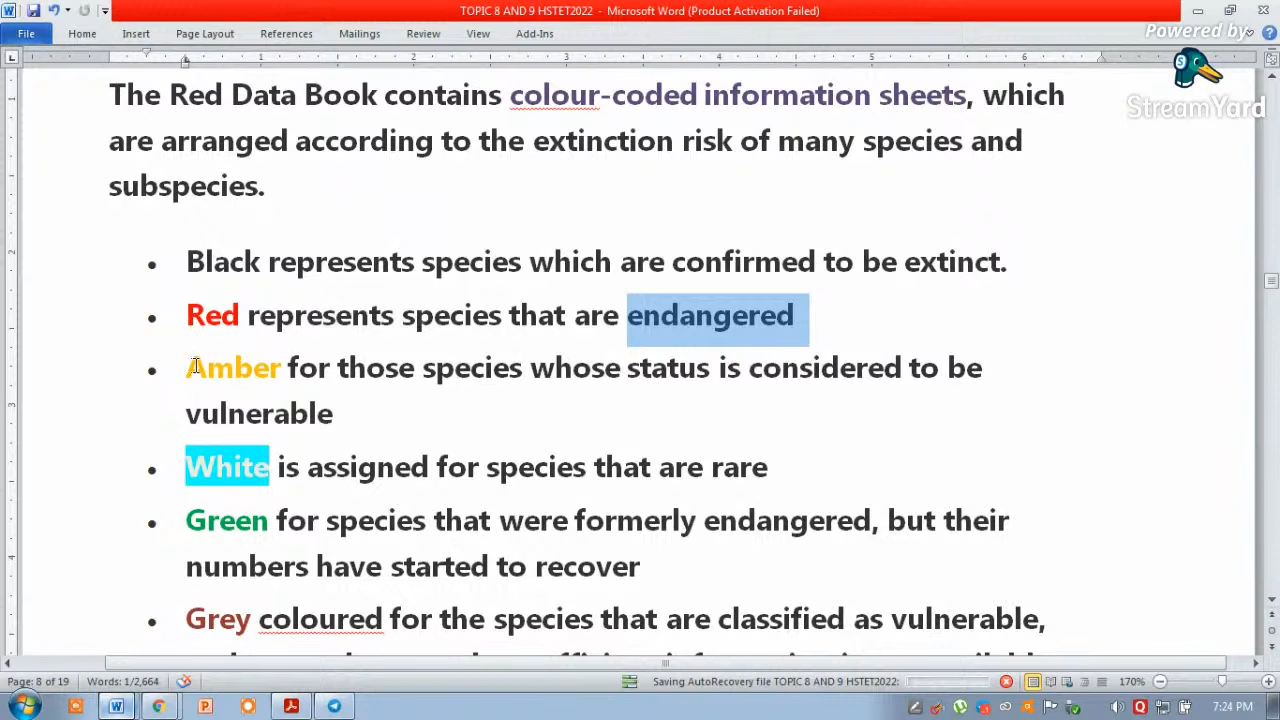 TOPIC 8 AND 9 HSTET2022 - Microsoft Word (Product Activation Failed)
File Home Insert Page Layout References Mailings Review View Add-Ins
Powered by
StreamYard
The Red Data Book contains colour-coded information sheets, which
are arranged according to the extinction risk of many species and
subspecies.
• Black represents species which are confirmed to be extinct.
• Red represents species that are endangered
• Amber for those species whose status is considered to be
vulnerable
• White is assigned for species that are rare
• Green for species that were formerly endangered, but their
numbers have started to recover
• Grey coloured for the species that are classified as vulnerable,
Page: 8 of 19 Words: 1/2,664 Saving AutoRecovery file TOPIC 8 AND 9 HSTET2022: 170%
7:24 PM